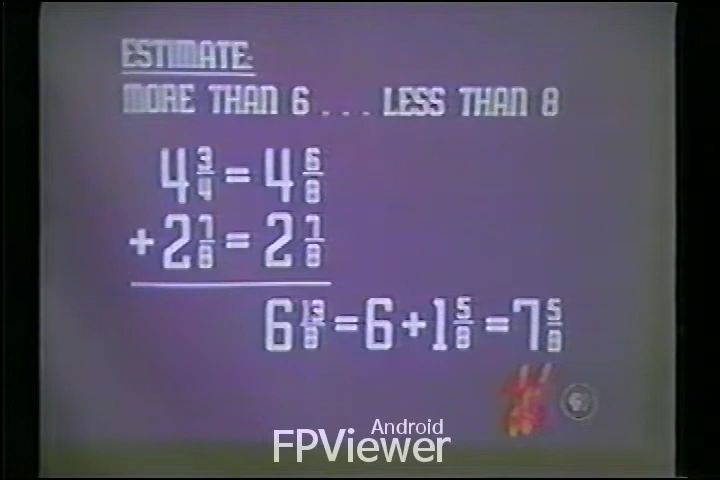 ESTIMATE:
MORE THAN 6 . . . LESS THAN 8
4 3/4 = 4 6/8
+ 2 7/8 = 2 7/8
6 13/8 = 6 + 1 5/8 = 7 5/8
Android
FPViewer